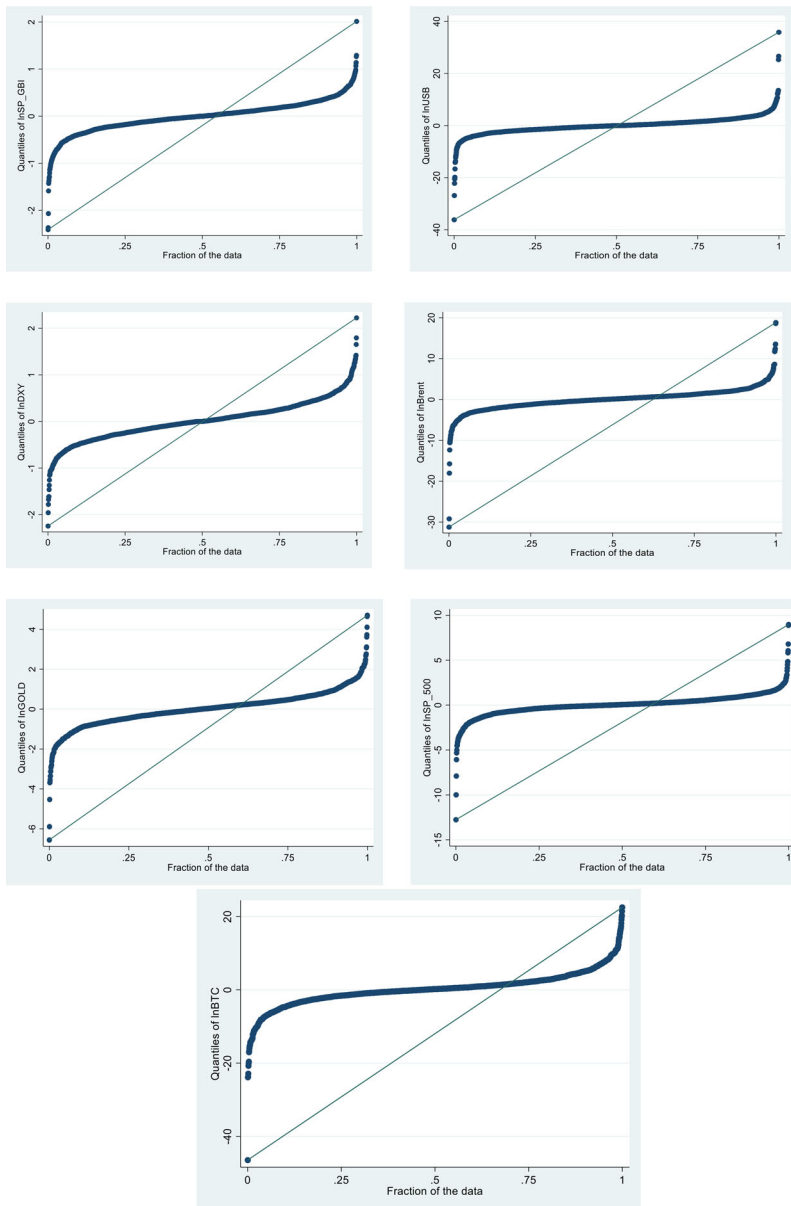 Quantiles of lnSP_GBI
2
1
0
-1
-2
0 .25 .5 .75 1
Fraction of the data
Quantiles of lnUSB
40
20
0
-20
-40
0 .25 .5 .75 1
Fraction of the data
Quantiles of lnDXY
2
1
0
-1
-2
0 .25 .5 .75 1
Fraction of the data
Quantiles of lnBrent
20
10
0
-10
-20
-30
0 .25 .5 .75 1
Fraction of the data
Quantiles of lnGOLD
4
2
0
-2
-4
-6
0 .25 .5 .75 1
Fraction of the data
Quantiles of lnSP_500
10
5
0
-5
-10
-15
0 .25 .5 .75 1
Fraction of the data
Quantiles of lnBTC
20
0
-20
-40
0 .25 .5 .75 1
Fraction of the data